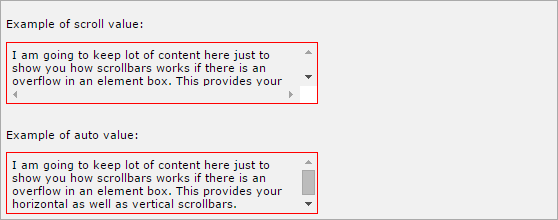 Example of scroll value:
I am going to keep lot of content here just to
show you how scrollbars works if there is an
overflow in an element box. This provides your
Example of auto value:
I am going to keep lot of content here just to
show you how scrollbars works if there is an
overflow in an element box. This provides your
horizontal as well as vertical scrollbars.